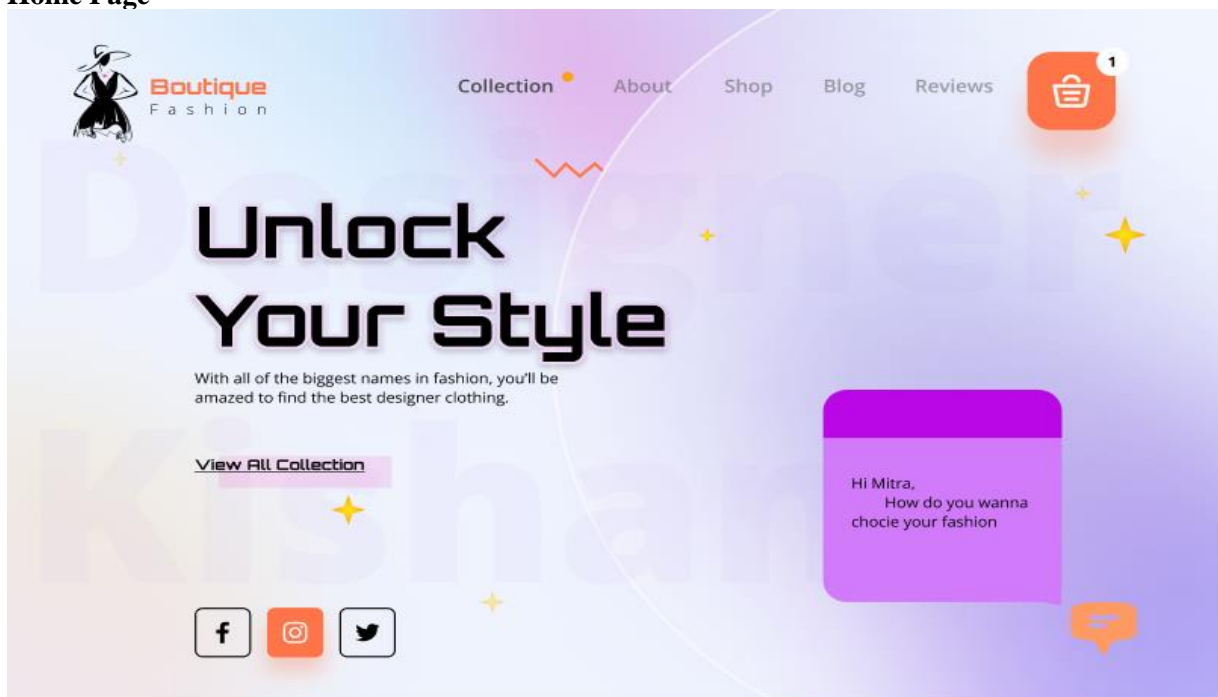 Home Page
Boutique
Fashion
Collection
About
Shop
Blog
Reviews
1
Designer
Unlock
Your Style
With all of the biggest names in fashion, you'll be
amazed to find the best designer clothing.
Kishan
View All Collection
Hi Mitra,
How do you wanna
chocie your fashion
f